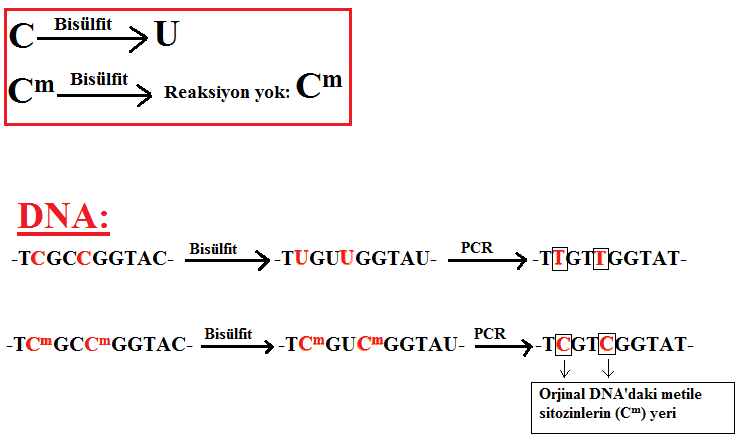 C Bisülfit U
Cᵐ Bisülfit Reaksiyon yok: Cᵐ
DNA:
-TCGCCGGTAC- Bisülfit -TUGUUGGTAU- PCR -TTGTTGGTAT-
-TCᵐGCCᵐGGTAC- Bisülfit -TCᵐGUCᵐGGTAU- PCR -TCGTCGGTAT-
Orjinal DNA'daki metile
sitozinlerin (Cᵐ) yeri